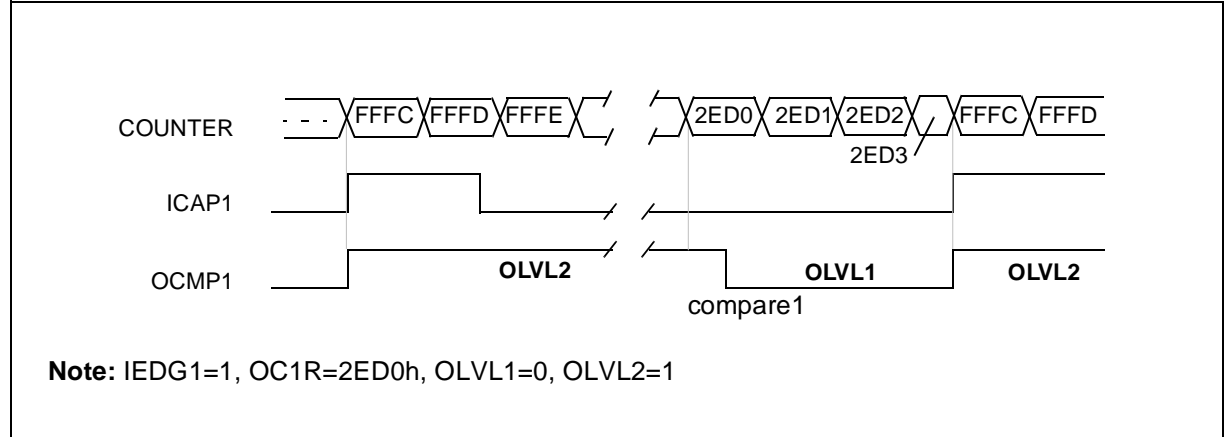 COUNTER - - - - FFFC FFFD FFFE 2ED0 2ED1 2ED2 FFFC FFFD
2ED3
ICAP1
OCMP1 OLVL2 OLVL1 OLVL2
compare1
Note: IEDG1=1, OC1R=2ED0h, OLVL1=0, OLVL2=1